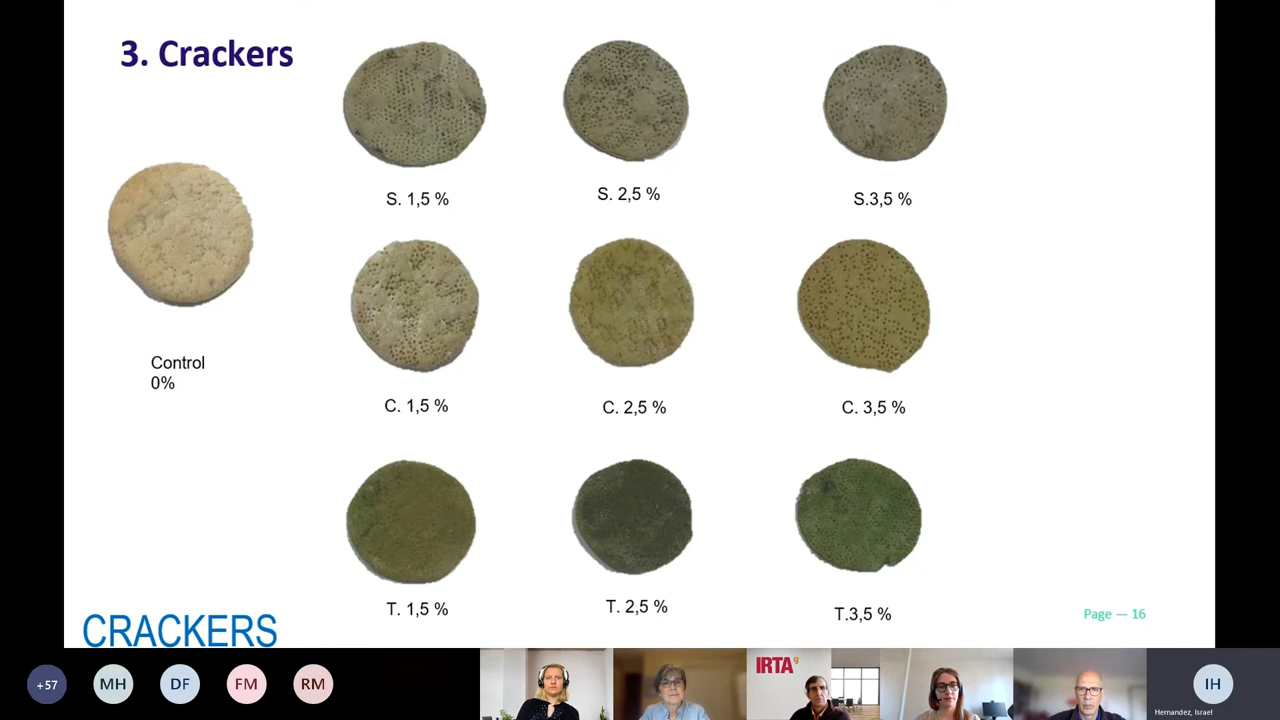 3. Crackers
S. 1,5 %
S. 2,5 %
S.3,5 %
Control
0%
C. 1,5 %
C. 2,5 %
C. 3,5 %
T. 1,5 %
T. 2,5 %
T.3,5 %
CRACKERS
Page — 16
+57
MH
DF
FM
RM
IRTA
IH
Hernandez, Israel